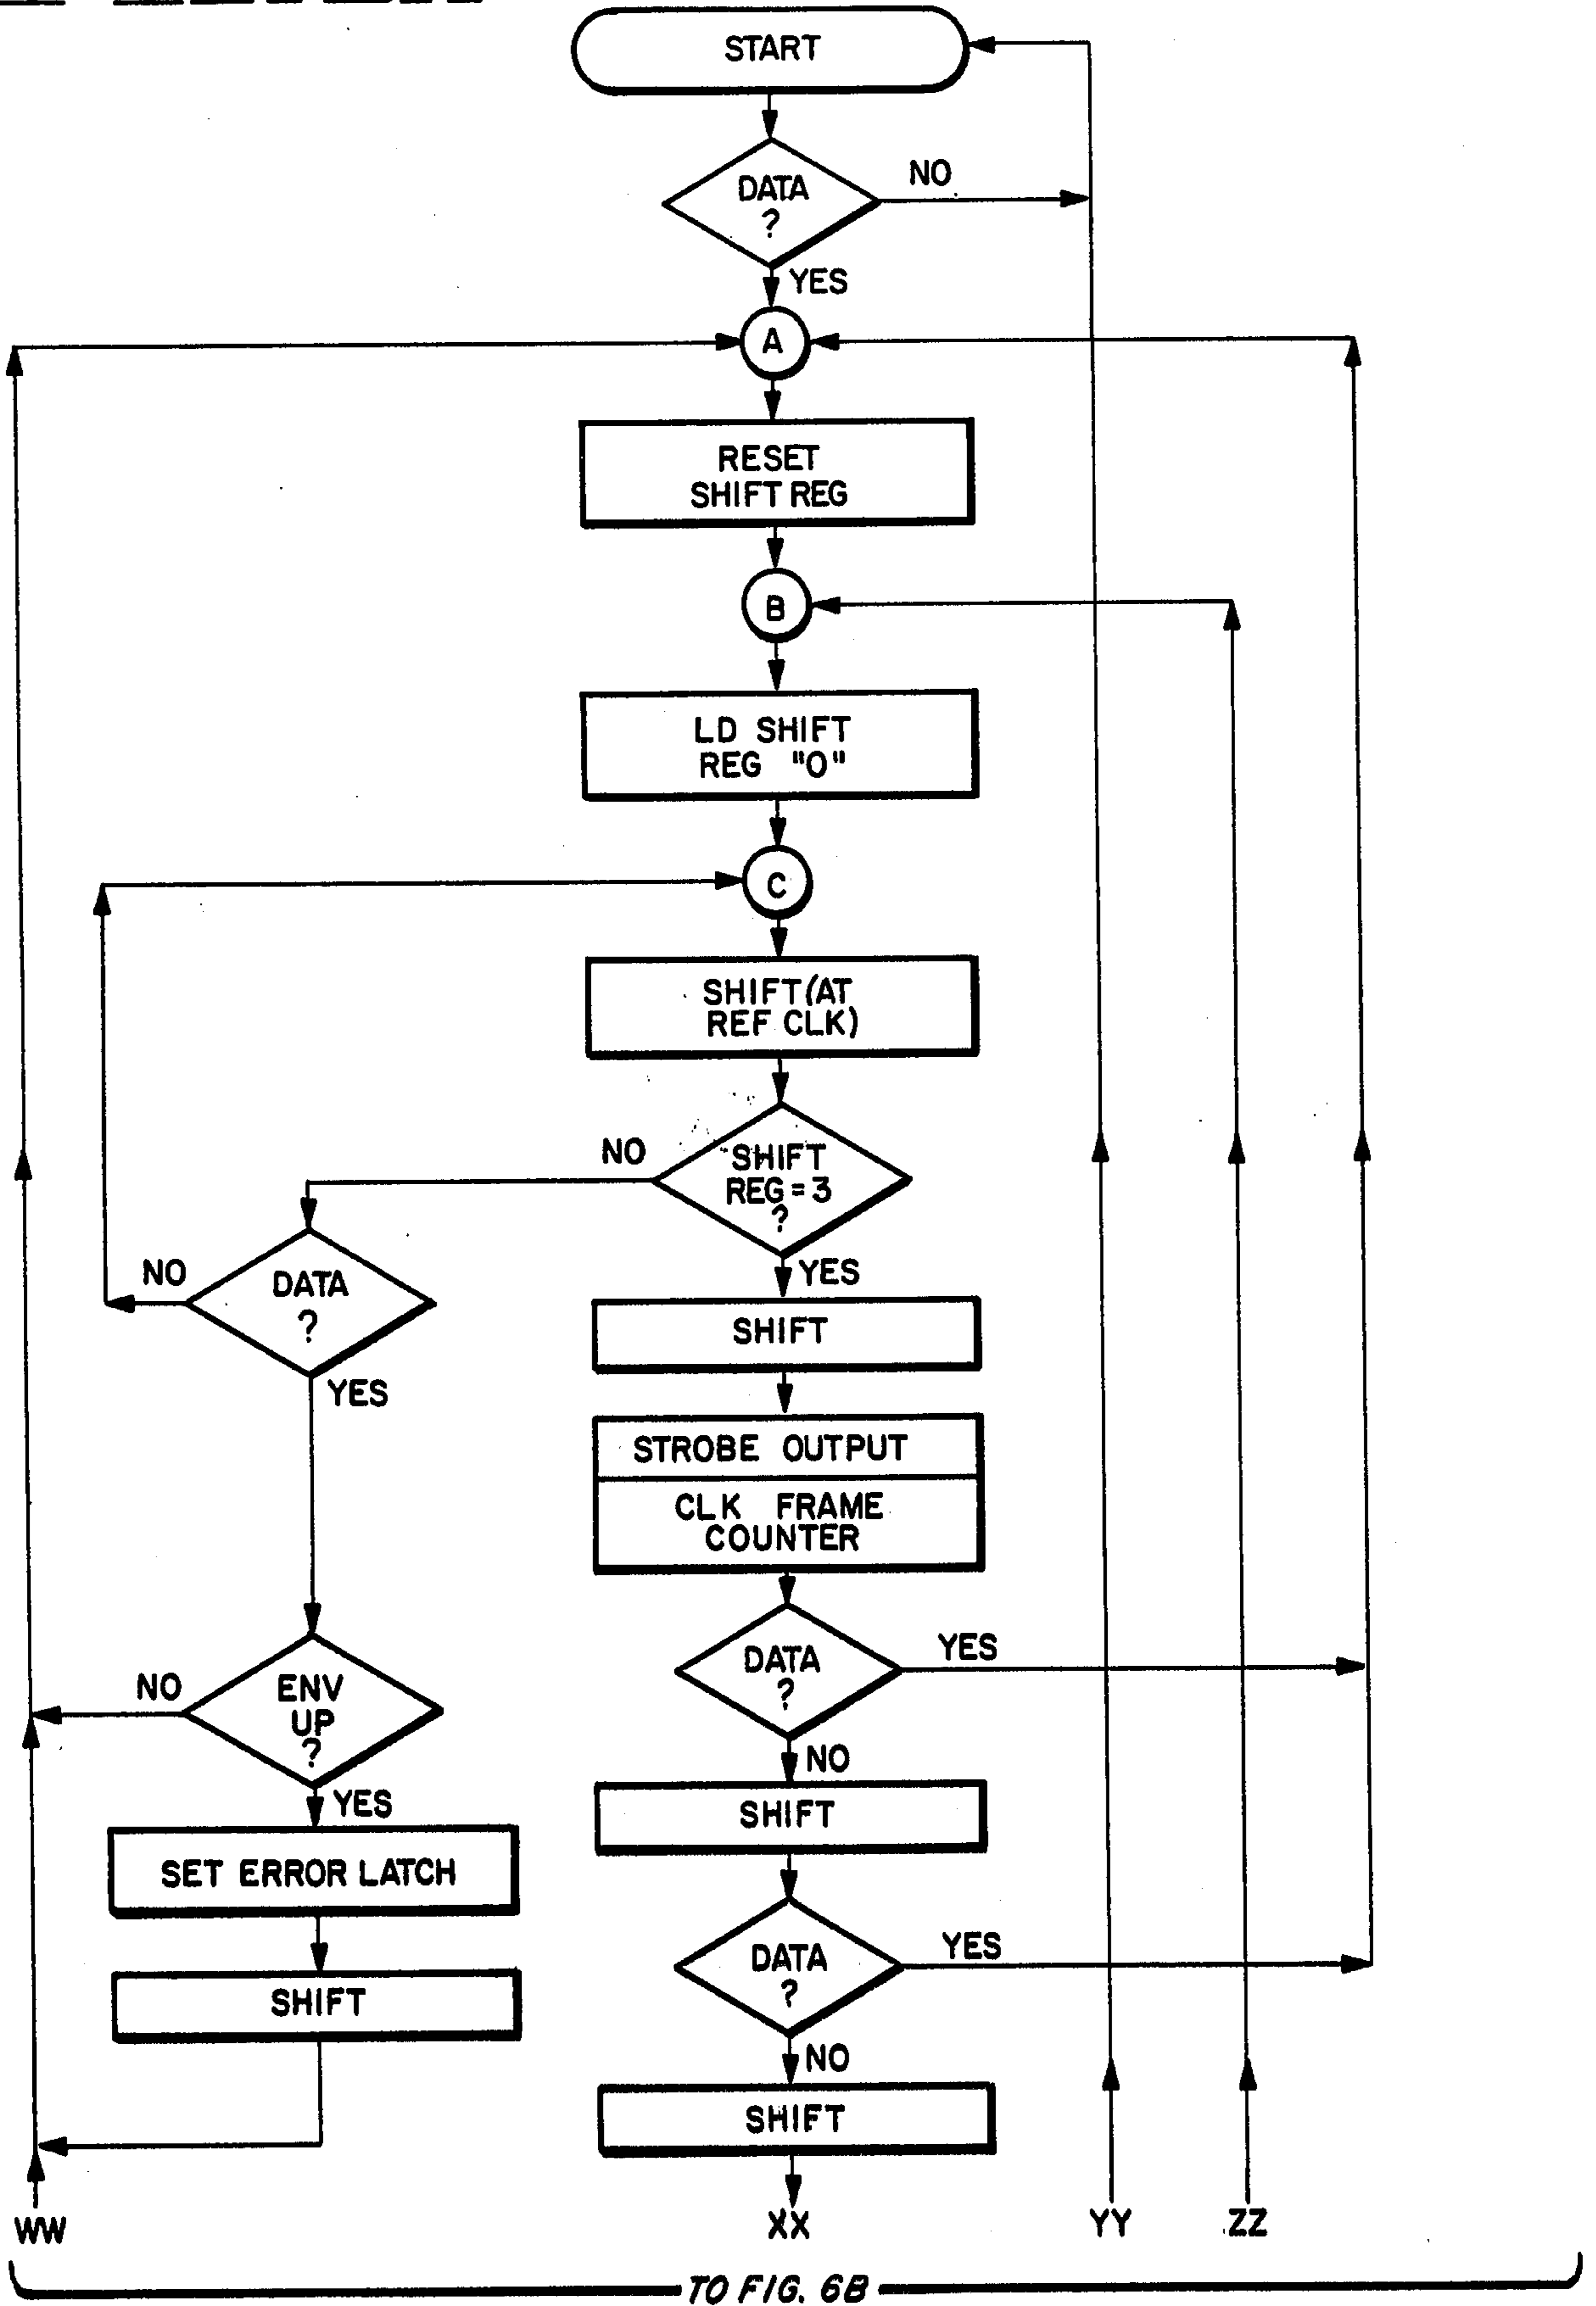 START
DATA
?
NO
YES
A
RESET
SHIFT REG
B
LD SHIFT
REG "O"
C
SHIFT (AT
REF CLK)
NO
SHIFT
REG = 3
?
YES
NO
DATA
?
YES
SHIFT
STROBE OUTPUT
CLK FRAME
COUNTER
DATA
?
YES
NO
NO
ENV
UP
?
YES
SHIFT
SET ERROR LATCH
DATA
?
YES
NO
SHIFT
SHIFT
WW
XX
YY
ZZ
TO FIG. 6B